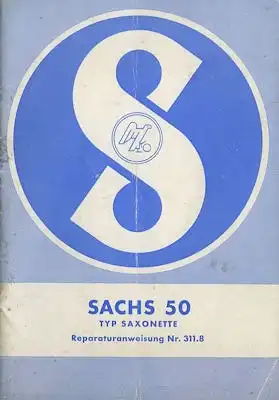 S
SACHS 50
TYP SAXONETTE
Reparaturanweisung Nr. 311.8